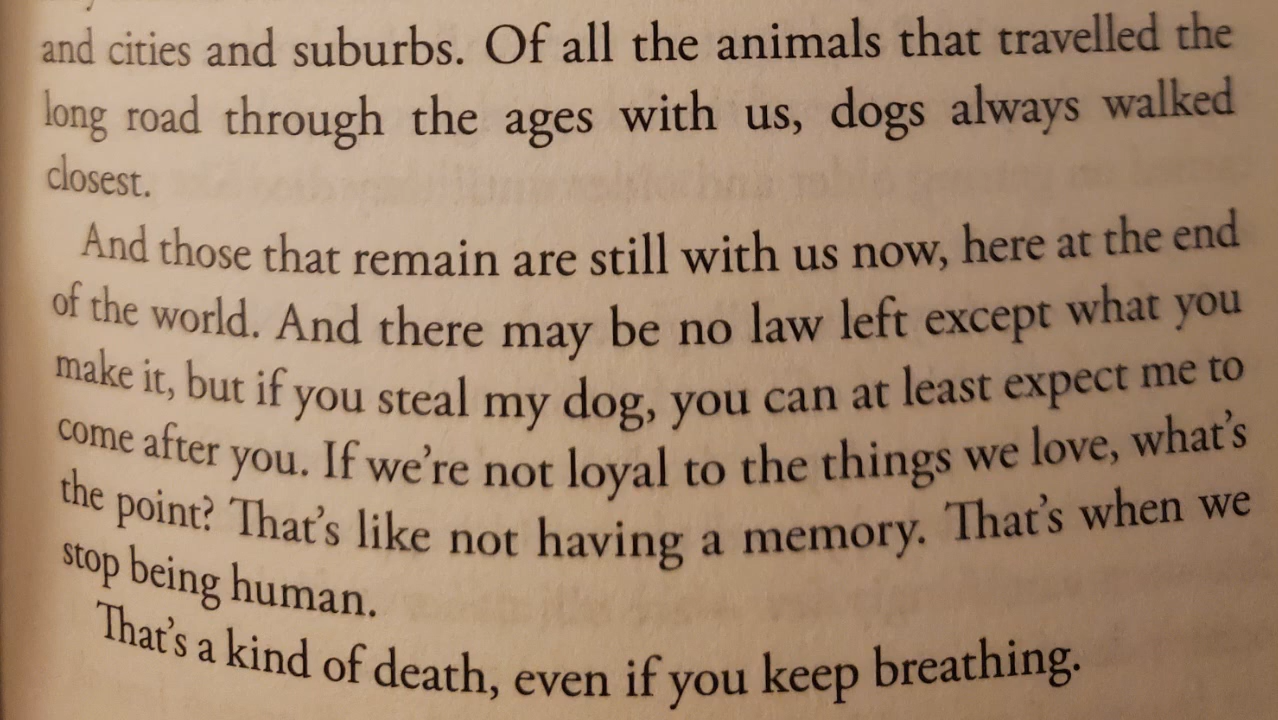 and cities and suburbs. Of all the animals that travelled the
long road through the ages with us, dogs always walked
closest.
And those that remain are still with us now, here at the end
of the world. And there may be no law left except what you
make it, but if you steal my dog, you can at least expect me to
come after you. If we're not loyal to the things we love, what's
the point? That's like not having a memory. That's when we
stop being human.
That's a kind of death, even if you keep breathing.